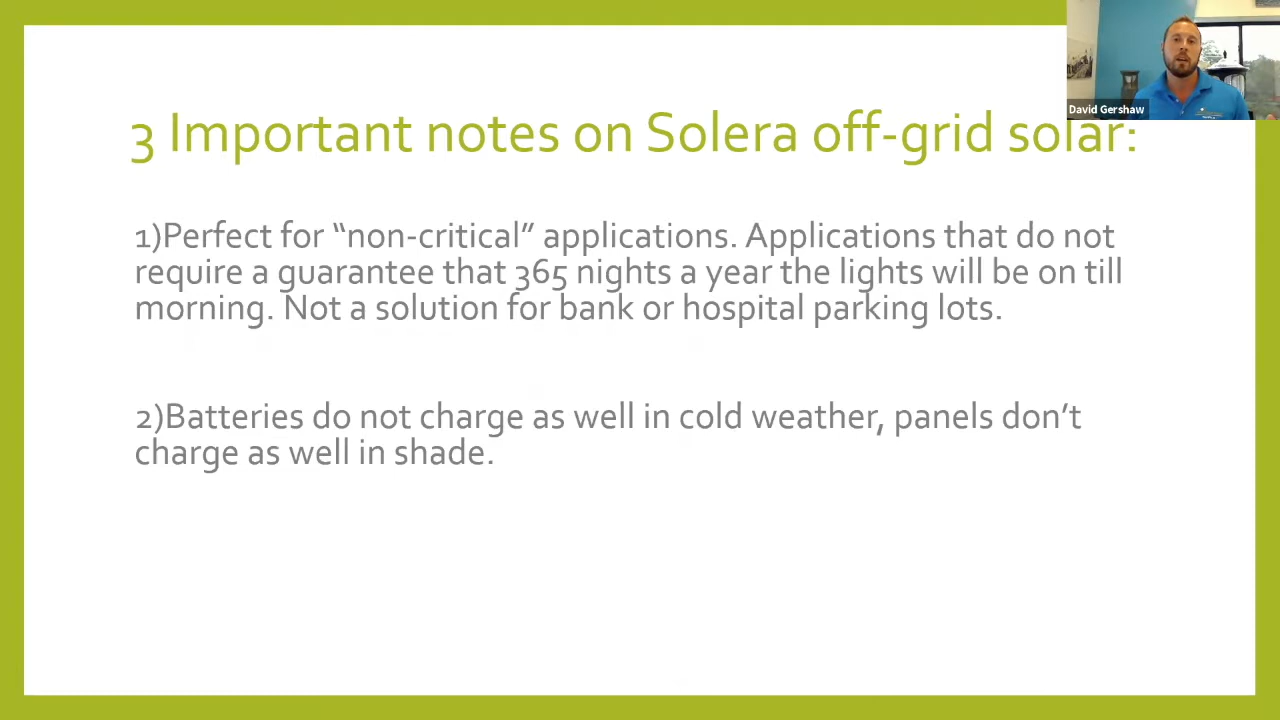 David Gershaw
3 Important notes on Solera off-grid solar:
1)Perfect for “non-critical” applications. Applications that do not
require a guarantee that 365 nights a year the lights will be on till
morning. Not a solution for bank or hospital parking lots.
2)Batteries do not charge as well in cold weather, panels don’t
charge as well in shade.